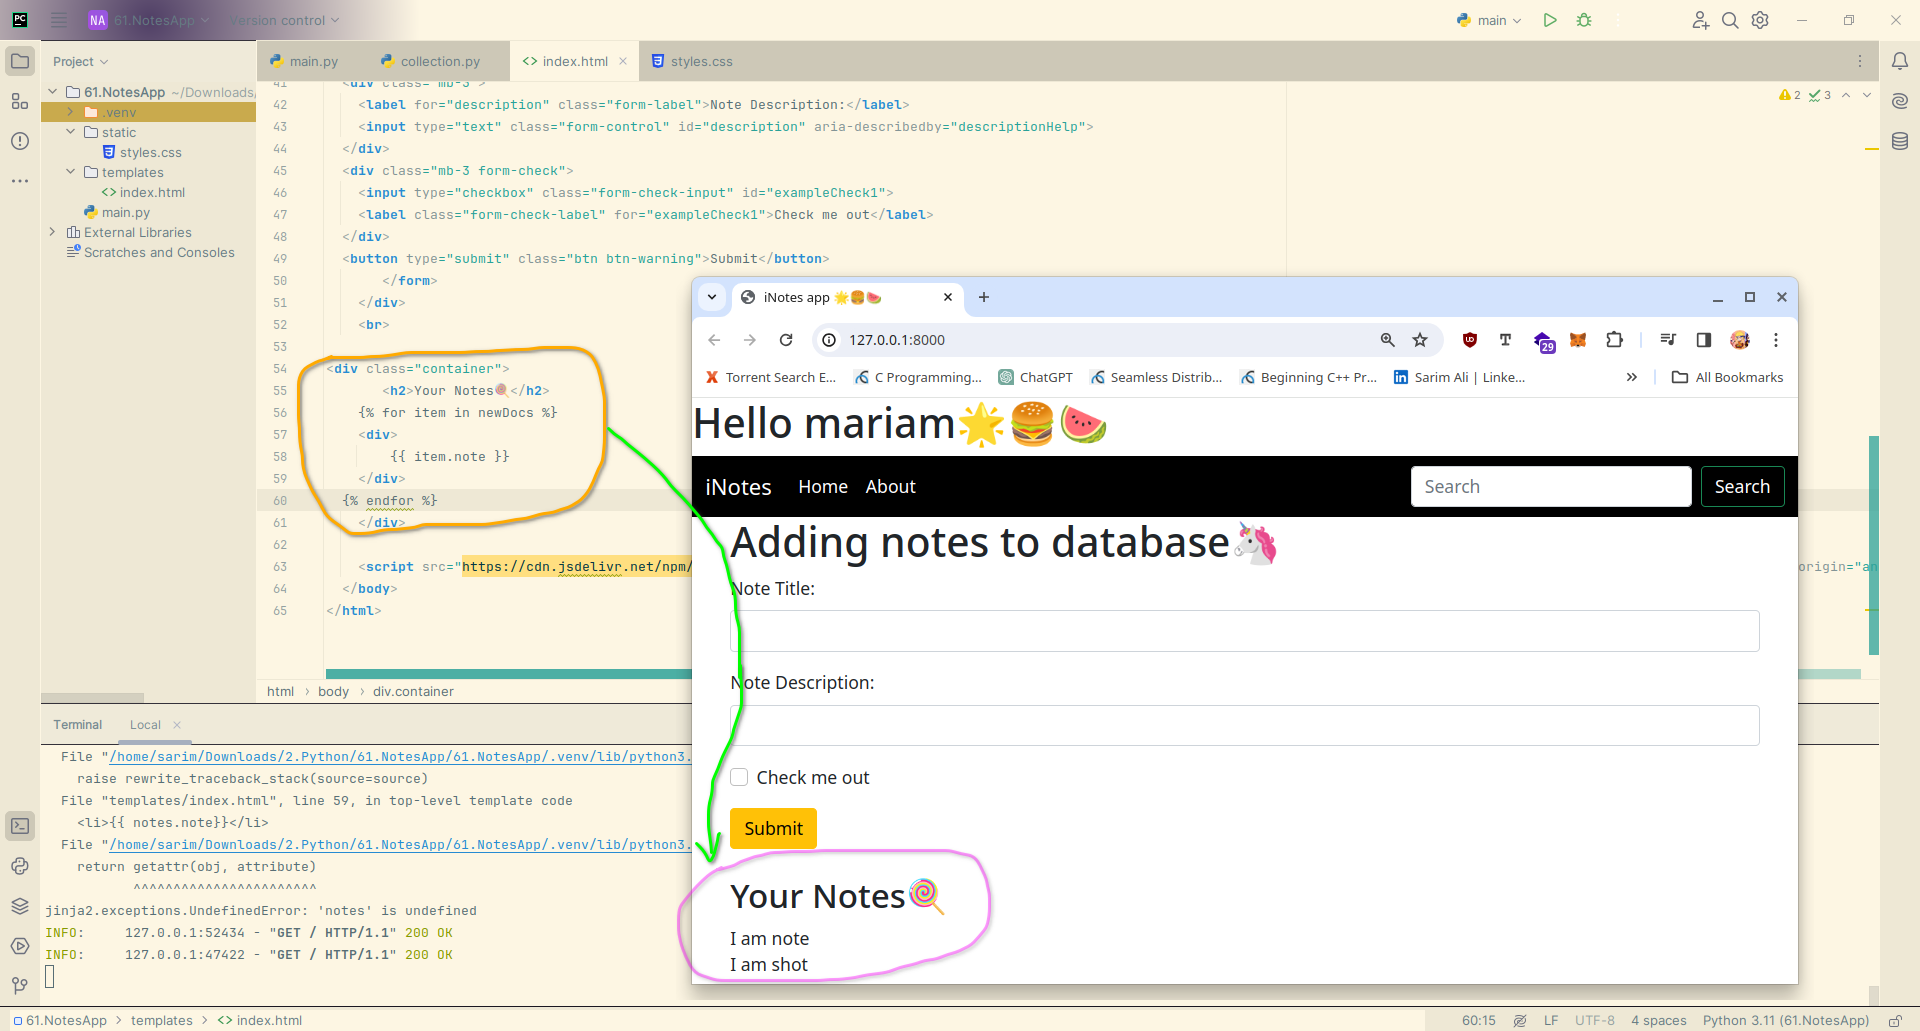 PC
NA 61.NotesApp Version control
main
Project
main.py collection.py index.html styles.css
61.NotesApp ~/Downloads/
.venv
static
styles.css
templates
index.html
main.py
External Libraries
Scratches and Consoles
2 3
41 <div class="mb-3">
42 <label for="description" class="form-label">Note Description:</label>
43 <input type="text" class="form-control" id="description" aria-describedby="descriptionHelp">
44 </div>
45 <div class="mb-3 form-check">
46 <input type="checkbox" class="form-check-input" id="exampleCheck1">
47 <label class="form-check-label" for="exampleCheck1">Check me out</label>
48 </div>
49 <button type="submit" class="btn btn-warning">Submit</button>
50 </form>
51 </div>
52 <br>
53
54 <div class="container">
55 <h2>Your Notes🍭</h2>
56 {% for item in newDocs %}
57 <div>
58 {{ item.note }}
59 </div>
60 {% endfor %}
61 </div>
62
63 <script src="https://cdn.jsdelivr.net/npm/ origin="an
64 </body>
65 </html>
html › body › div.container
iNotes app 🌟🍔🍉
127.0.0.1:8000
29
Torrent Search E... C Programming,... ChatGPT Seamless Distrib... Beginning C++ Pr... Sarim Ali | Linke... » All Bookmarks
Hello mariam🌟🍔🍉
iNotes Home About Search Search
Adding notes to database🦄
Note Title:
Note Description:
Check me out
Submit
Your Notes🍭
I am note
I am shot
Terminal Local
File "/home/sarim/Downloads/2.Python/61.NotesApp/61.NotesApp/.venv/lib/python3.
raise rewrite_traceback_stack(source=source)
File "templates/index.html", line 59, in top-level template code
<li>{{ notes.note}}</li>
File "/home/sarim/Downloads/2.Python/61.NotesApp/61.NotesApp/.venv/lib/python3.
return getattr(obj, attribute)
^^^^^^^^^^^^^^^^^^^^^^^
jinja2.exceptions.UndefinedError: 'notes' is undefined
INFO: 127.0.0.1:52434 - "GET / HTTP/1.1" 200 OK
INFO: 127.0.0.1:47422 - "GET / HTTP/1.1" 200 OK
61.NotesApp › templates › index.html
60:15 LF UTF-8 4 spaces Python 3.11 (61.NotesApp)